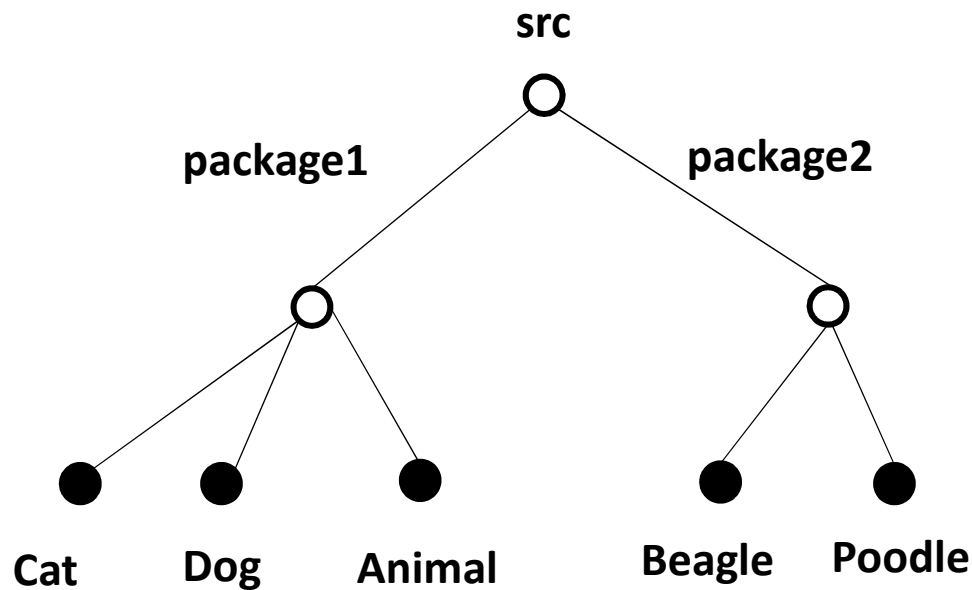 src
package1
package2
Cat
Dog
Animal
Beagle
Poodle